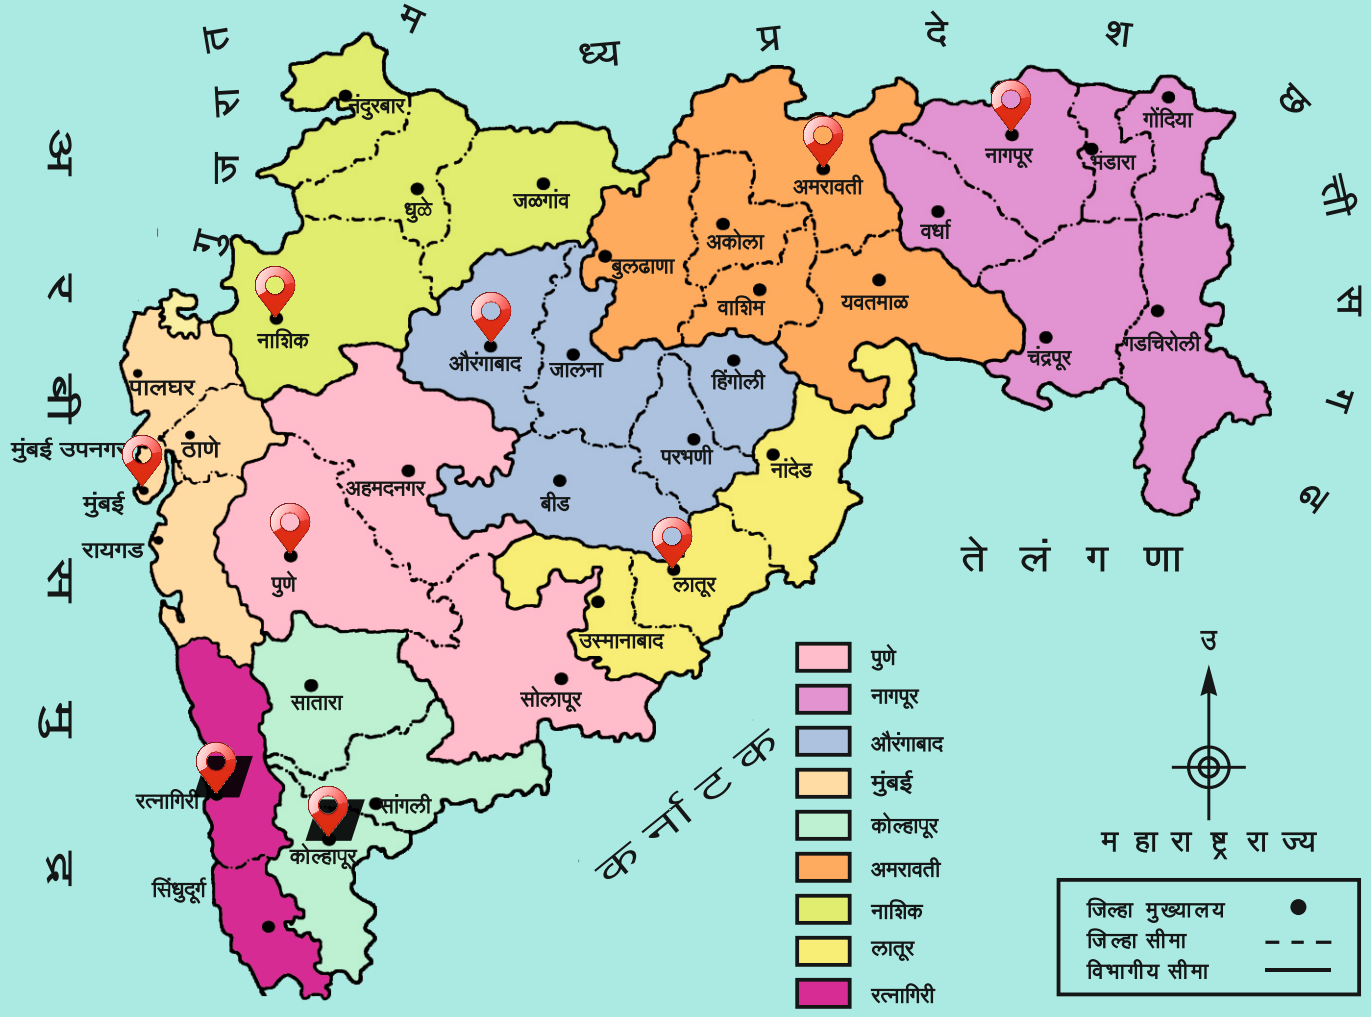 म ध्य प्र दे श
गु ज रा त
छ त्ती स ग ढ
अ र बी स मु द्र
नंदुरबार
धुळे
जळगांव
नाशिक
अमरावती
अकोला
बुलढाणा
वाशिम
यवतमाळ
नागपूर
भंडारा
गोंदिया
वर्धा
चंद्रपूर
गडचिरोली
औरंगाबाद
जालना
हिंगोली
परभणी
बीड
नांदेड
लातूर
उस्मानाबाद
पालघर
ठाणे
मुंबई उपनगर
मुंबई
रायगड
अहमदनगर
पुणे
सोलापूर
सातारा
सांगली
कोल्हापूर
रत्नागिरी
सिंधुदूर्ग
ते लं ग णा
क र्ना ट क
पुणे
नागपूर
औरंगाबाद
मुंबई
कोल्हापूर
अमरावती
नाशिक
लातूर
रत्नागिरी
उ
म हा रा ष्ट्र रा ज्य
जिल्हा मुख्यालय
जिल्हा सीमा
विभागीय सीमा